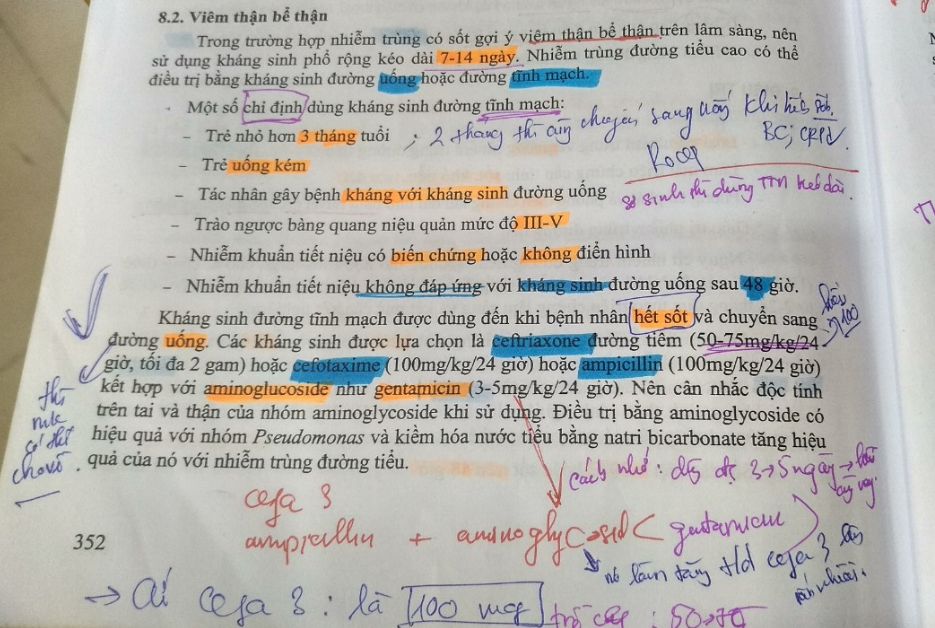 8.2. Viêm thận bể thận
Trong trường hợp nhiễm trùng có sốt gợi ý viêm thận bể thận trên lâm sàng, nên
sử dụng kháng sinh phổ rộng kéo dài 7-14 ngày. Nhiễm trùng đường tiểu cao có thể
điều trị bằng kháng sinh đường uống hoặc đường tĩnh mạch.
Một số chỉ định dùng kháng sinh đường tĩnh mạch:
- Trẻ nhỏ hơn 3 tháng tuổi ; 2 tháng thì cũng chuyển sang uống khi hết sốt,
BC; CRP↓.
- Trẻ uống kém
- Tác nhân gây bệnh kháng với kháng sinh đường uống
sơ sinh thì dùng TTM kéo dài
- Trào ngược bàng quang niệu quản mức độ III-V
- Nhiễm khuẩn tiết niệu có biến chứng hoặc không điển hình
- Nhiễm khuẩn tiết niệu không đáp ứng với kháng sinh đường uống sau 48 giờ.
Kháng sinh đường tĩnh mạch được dùng đến khi bệnh nhân hết sốt và chuyển sang
100
đường uống. Các kháng sinh được lựa chọn là ceftriaxone đường tiêm (50-75mg/kg/24
giờ, tối đa 2 gam) hoặc cefotaxime (100mg/kg/24 giờ) hoặc ampicillin (100mg/kg/24 giờ)
kết hợp với aminoglucoside như gentamicin (3-5mg/kg/24 giờ). Nên cân nhắc độc tính
trên tai và thận của nhóm aminoglycoside khi sử dụng. Điều trị bằng aminoglycoside có
hiệu quả với nhóm Pseudomonas và kiềm hóa nước tiểu bằng natri bicarbonate tăng hiệu
quả của nó với nhiễm trùng đường tiểu.
thì
có thể
cách nhớ: dùng đc 3→5 ngày →
cefa 3
ampicillin + aminoglycosid ( gentamicin )
352
nó làm tăng t/d cefa 3 lên
rất nhiều.
→ cefa 3 : là 100 mg
: 50→75